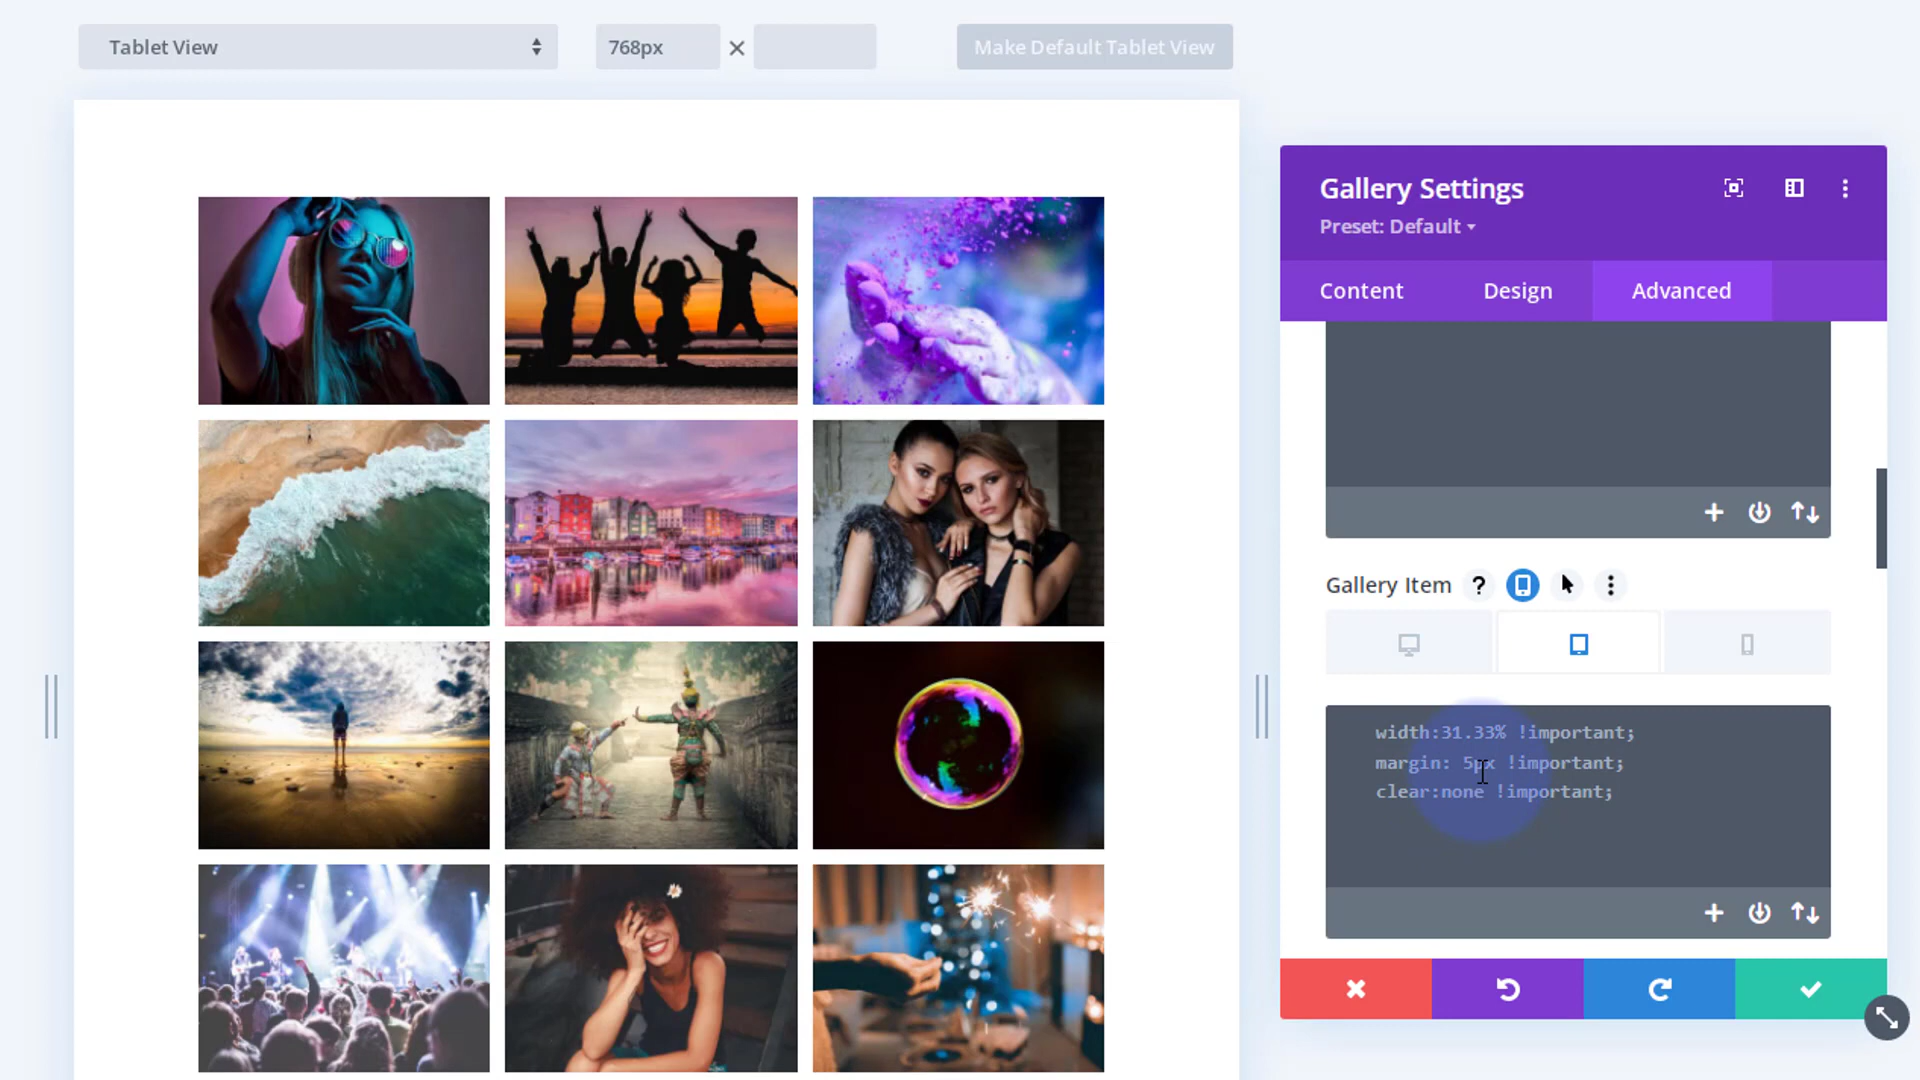 Tablet View
768px
Make Default Tablet View
Gallery Settings
Preset: Default
Content
Design
Advanced
Gallery Item
?
width:31.33% !important;
margin: 5px !important;
clear:none !important;